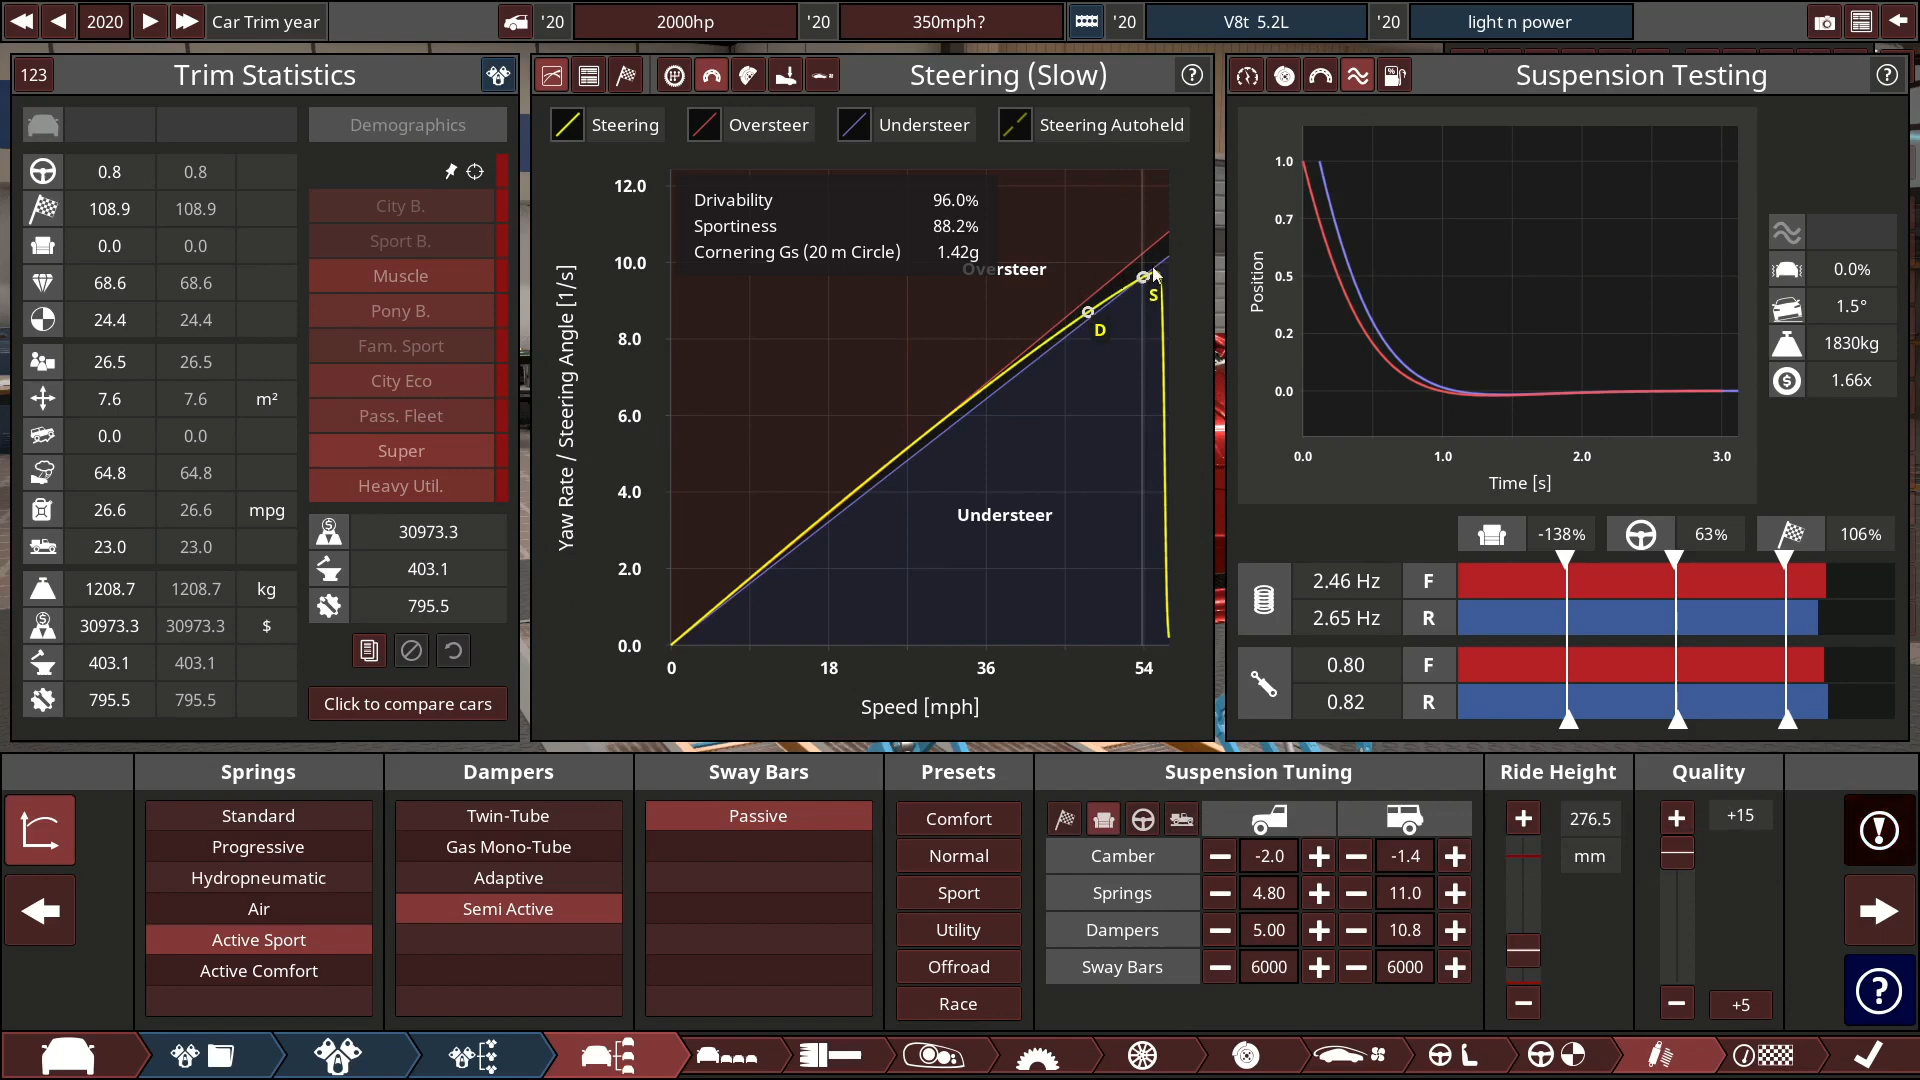 2020
Car Trim year
'20
2000hp
'20
350mph?
'20
V8t 5.2L
'20
light n power
123
Trim Statistics
Demographics
0.8 0.8
108.9 108.9
0.0 0.0
68.6 68.6
24.4 24.4
26.5 26.5
7.6 7.6 m²
0.0 0.0
64.8 64.8
26.6 26.6 mpg
23.0 23.0
1208.7 1208.7 kg
30973.3 30973.3 $
403.1 403.1
795.5 795.5
City B.
Sport B.
Muscle
Pony B.
Fam. Sport
City Eco
Pass. Fleet
Super
Heavy Util.
30973.3
403.1
795.5
Click to compare cars
Steering (Slow)
?
Steering
Oversteer
Understeer
Steering Autoheld
Drivability 96.0%
Sportiness 88.2%
Cornering Gs (20 m Circle) 1.42g
Oversteer
Understeer
S
D
Yaw Rate / Steering Angle [1/s]
12.0
10.0
8.0
6.0
4.0
2.0
0.0
0 18 36 54
Speed [mph]
Suspension Testing
?
Position
1.0
0.7
0.5
0.2
0.0
0.0 1.0 2.0 3.0
Time [s]
0.0%
1.5°
1830kg
1.66x
-138%
63%
106%
2.46 Hz F
2.65 Hz R
0.80 F
0.82 R
Springs
Standard
Progressive
Hydropneumatic
Air
Active Sport
Active Comfort
Dampers
Twin-Tube
Gas Mono-Tube
Adaptive
Semi Active
Sway Bars
Passive
Presets
Comfort
Normal
Sport
Utility
Offroad
Race
Suspension Tuning
Camber -2.0 -1.4
Springs 4.80 11.0
Dampers 5.00 10.8
Sway Bars 6000 6000
Ride Height
276.5
mm
Quality
+15
+5
?